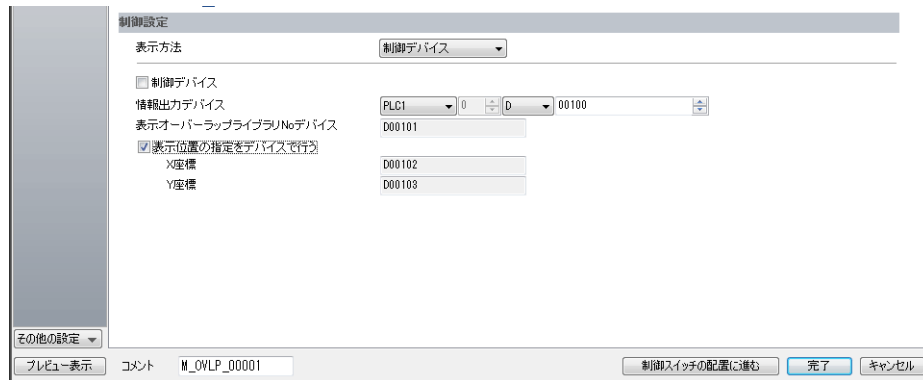 制御設定
表示方法 制御デバイス
制御デバイス
情報出力デバイス PLC1 0 D 00100
表示オーバーラップライブラリNoデバイス D00101
表示位置の指定をデバイスで行う
X座標 D00102
Y座標 D00103
その他の設定
プレビュー表示 コメント M_OVLP_00001 制御スイッチの配置に進む 完了 キャンセル